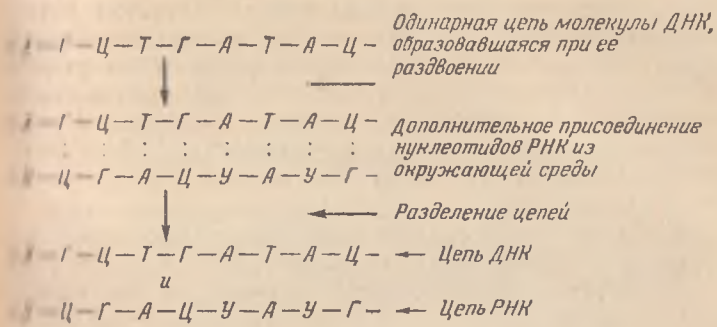 Одинарная цепь молекулы ДНК,
Г — Ц — Т — Г — А — Т — А — Ц — образовавшаяся при ее
раздвоении
Г — Ц — Т — Г — А — Т — А — Ц — Дополнительное присоединение
нуклеотидов РНК из
Ц — Г — А — Ц — У — А — У — Г — окружающей среды
Разделение цепей
Г — Ц — Т — Г — А — Т — А — Ц — ← Цепь ДНК
и
Ц — Г — А — Ц — У — А — У — Г — ← Цепь РНК